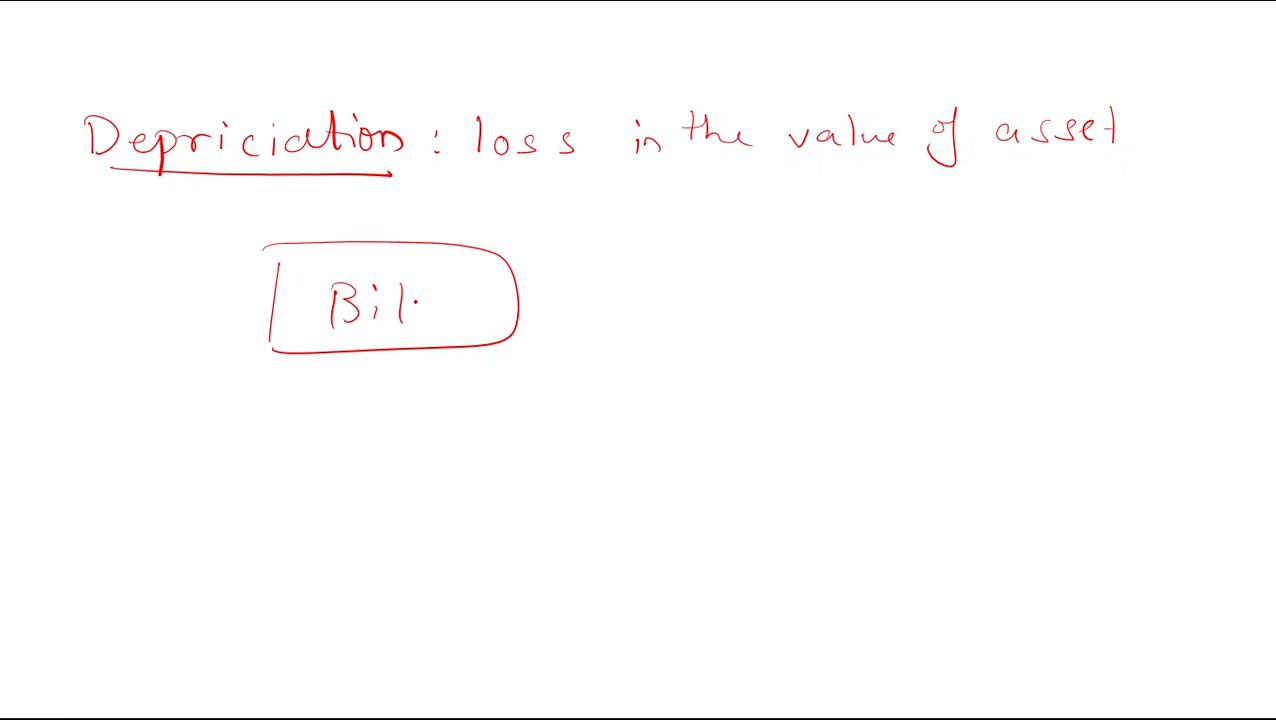 Depriciation : loss in the value of asset
Bil